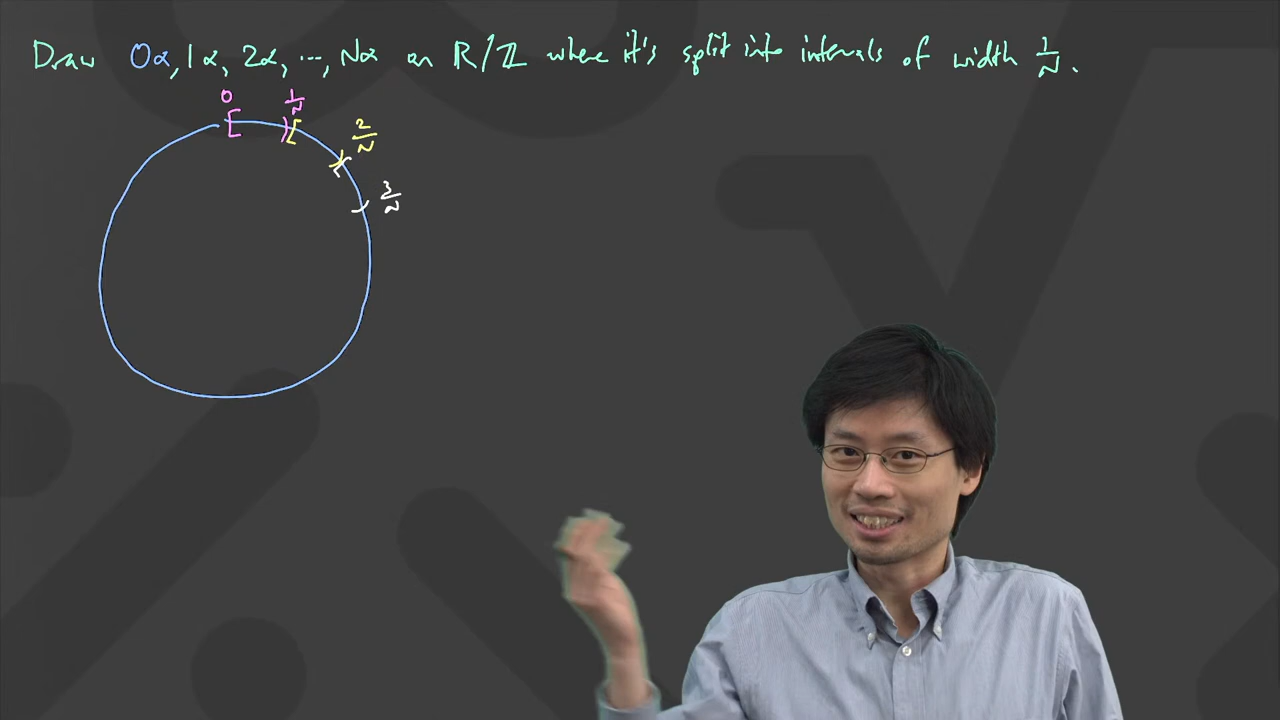 Draw 0α, 1α, 2α, ..., Nα on ℝ/ℤ where it's split into intervals of width 1/N.
0
1/N
2/N
3/N